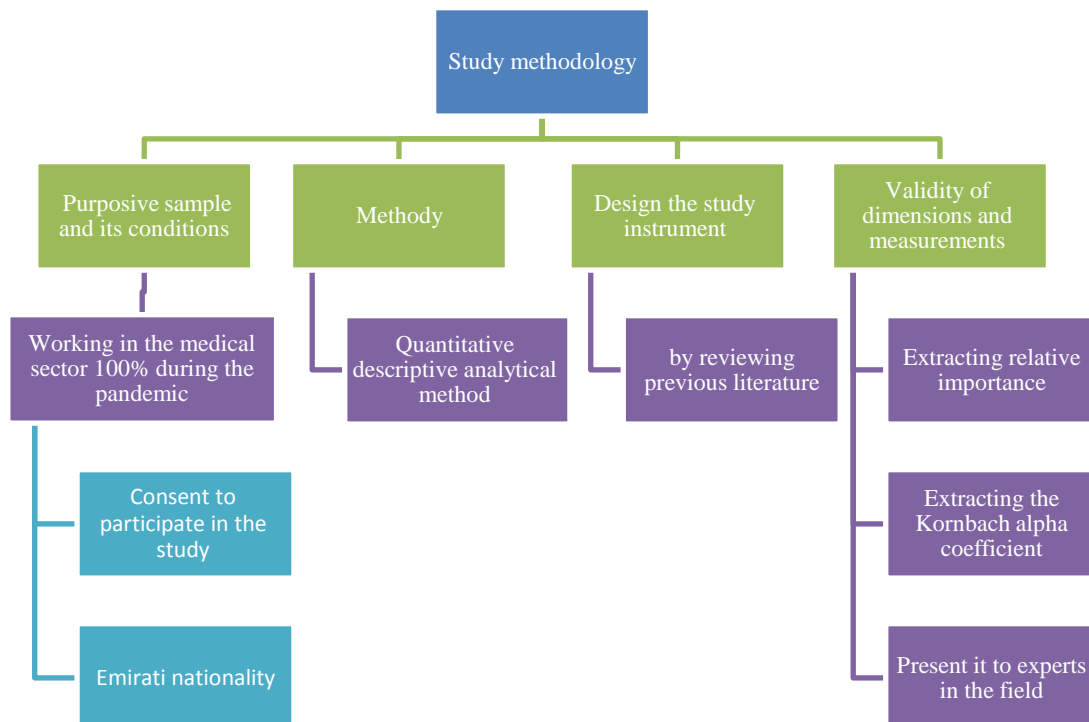 Study methodology
Purposive sample
and its conditions
Methody
Design the study
instrument
Validity of
dimensions and
measurements
Working in the medical
sector 100% during the
pandemic
Quantitative
descriptive analytical
method
by reviewing
previous literature
Extracting relative
importance
Consent to
participate in the
study
Extracting the
Kornbach alpha
coefficient
Emirati nationality
Present it to experts
in the field